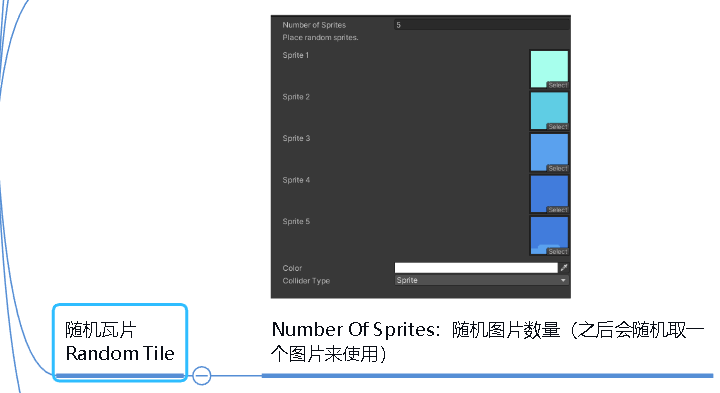 Number of Sprites 5
Place random sprites.
Sprite 1
Select
Sprite 2
Select
Sprite 3
Select
Sprite 4
Select
Sprite 5
Select
Color
Collider Type Sprite
随机瓦片
Random Tile
Number Of Sprites：随机图片数量（之后会随机取一
个图片来使用）